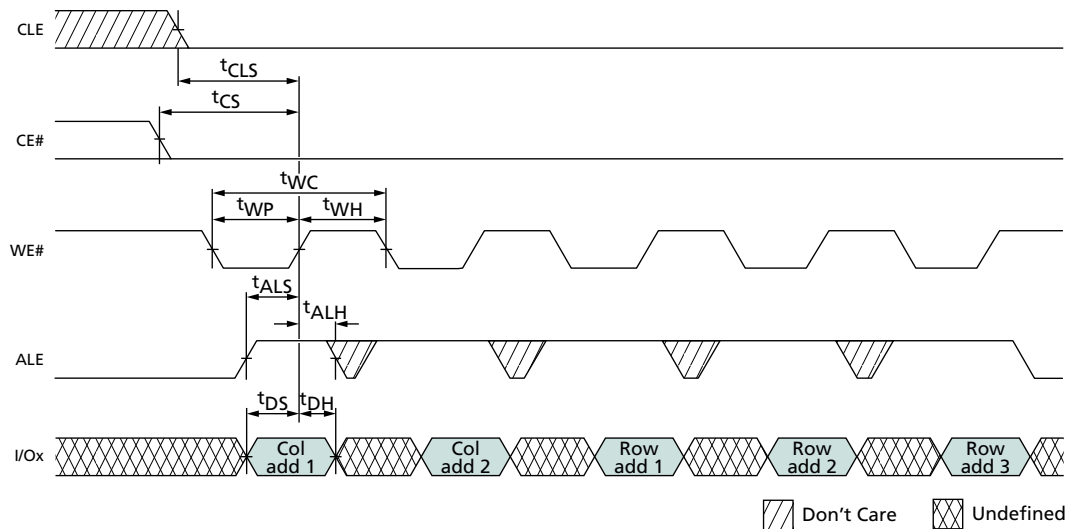 CLE
tCLS
tCS
CE#
tWC
tWP
tWH
WE#
tALS
tALH
ALE
tDS
tDH
I/Ox
Col
add 1
Col
add 2
Row
add 1
Row
add 2
Row
add 3
Don't Care
Undefined